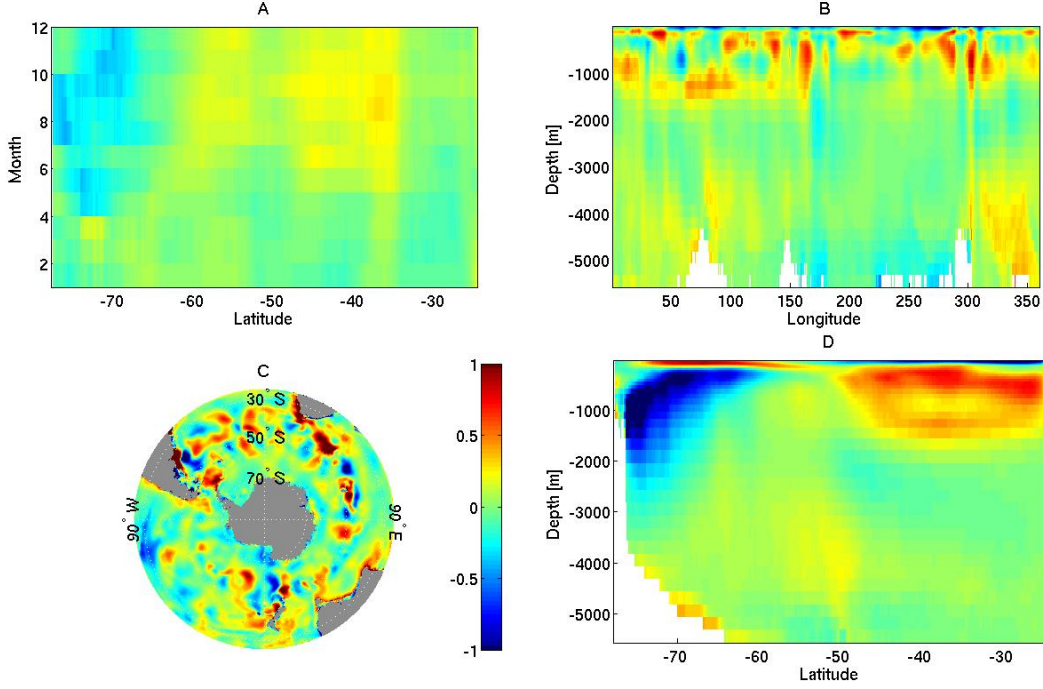 A
12
10
8
6
4
2
Month
-70
-60
-50
-40
-30
Latitude
B
-1000
-2000
-3000
-4000
-5000
Depth [m]
50
100
150
200
250
300
350
Longitude
C
30° S
50° S
70° S
90° W
90° E
1
0.5
0
-0.5
-1
D
-1000
-2000
-3000
-4000
-5000
Depth [m]
-70
-60
-50
-40
-30
Latitude